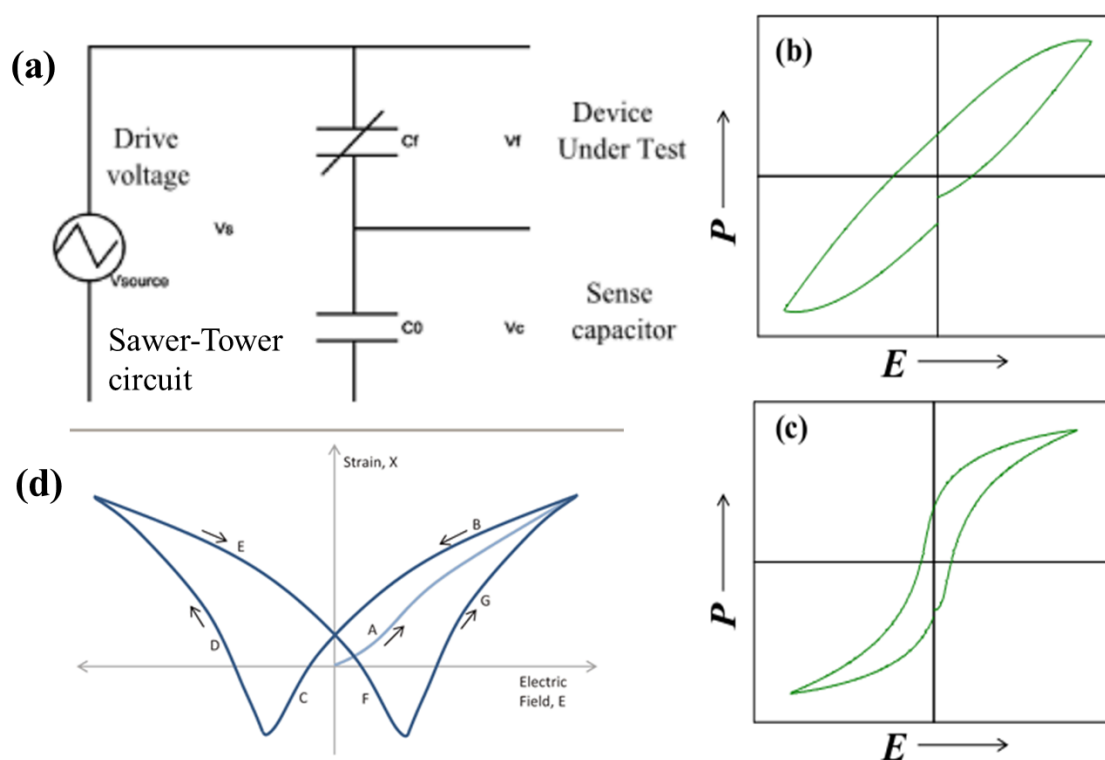 (a)
Drive
voltage
Vs
Vsource
Sawer-Tower
circuit
Cf
Vf
Device
Under Test
C0
Vc
Sense
capacitor
(b)
P
E
(c)
P
E
(d)
Strain, X
E
B
A
G
D
C
F
Electric
Field, E